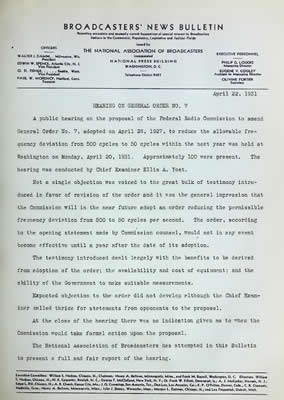 BROADCASTERS' NEWS BULLETIN
Issued by
THE NATIONAL ASSOCIATION OF BROADCASTERS
NATIONAL PRESS BUILDING
WASHINGTON, D.C.
OFFICERS
EXECUTIVE PERSONNEL
April 22, 1931
HEARING ON GENERAL ORDER NO. 7
A public hearing on the proposal of the Federal Radio Commission to amend
General Order No. 7, adopted on April 28, 1927, to reduce the allowable fre-
quency deviation from 500 cycles to 50 cycles within the next year was held at
Washington on Monday, April 20, 1931. Approximately 100 were present. The
hearing was conducted by Chief Examiner Ellis A. Yost.
Not a single objection was voiced to the great bulk of testimony intro-
duced in favor of revision of the order and it was the general impression that
the Commission will in the near future adopt an order reducing the permissible
frequency deviation from 500 to 50 cycles per second. The order, according
to the opening statement made by Commission counsel, would not in any event
become effective until a year after the date of its adoption.
The testimony introduced dealt largely with the benefits to be derived
from adoption of the order; the availability and cost of equipment; and the
ability of the Government to make suitable measurements.
Expected objection to the order did not develop although the Chief Exam-
iner called thrice for statements from opponents to the proposal.
At the close of the hearing there was no indication given as to when the
Commission would take formal action upon the proposal.
The National Association of Broadcasters has attempted in this Bulletin
to present a full and fair report of the hearing.